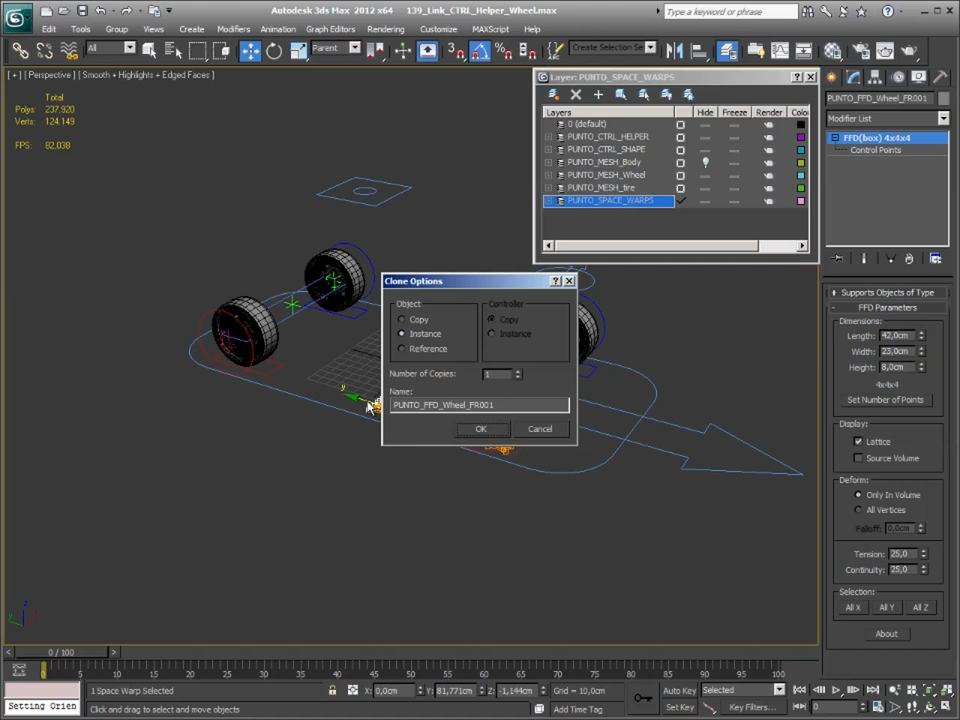 Autodesk 3ds Max 2012 x64 139_Link_CTRL_Helper_Wheel.max
Type a keyword or phrase
Edit Tools Group Views Create Modifiers Animation Graph Editors Rendering Customize MAXScript Help
All Parent Create Selection Se
[ + ] [ Perspective ] [ Smooth + Highlights + Edged Faces ]
Total
Polys: 237.920
Verts: 124.149
FPS: 82,038
Layer: PUNTO_SPACE_WARPS
Layers Hide Freeze Render Colo
0 (default)
PUNTO_CTRL_HELPER
PUNTO_CTRL_SHAPE
PUNTO_MESH_Body
PUNTO_MESH_Wheel
PUNTO_MESH_tire
PUNTO_SPACE_WARPS
PUNTO_FFD_Wheel_FR001
Modifier List
FFD(box) 4x4x4
Control Points
Clone Options
Object
Copy
Instance
Reference
Controller
Copy
Instance
Number of Copies: 1
Name:
PUNTO_FFD_Wheel_FR001
OK Cancel
+ Supports Objects of Type
- FFD Parameters
Dimensions:
Length: 42,0cm
Width: 23,0cm
Height: 8,0cm
4x4x4
Set Number of Points
Display:
Lattice
Source Volume
Deform:
Only In Volume
All Vertices
Falloff: 0,0cm
Tension: 25,0
Continuity: 25,0
Selection:
All X All Y All Z
About
y
z
0 / 100
0 5 10 15 20 25 30 35 40 45 50 55 60 65 70 75 80 85 90 95 100
1 Space Warp Selected X: 0,0cm Y: 81,771cm Z: -1,144cm Grid = 10,0cm Auto Key Selected
Setting Orien Click and drag to select and move objects Add Time Tag Set Key Key Filters... 0